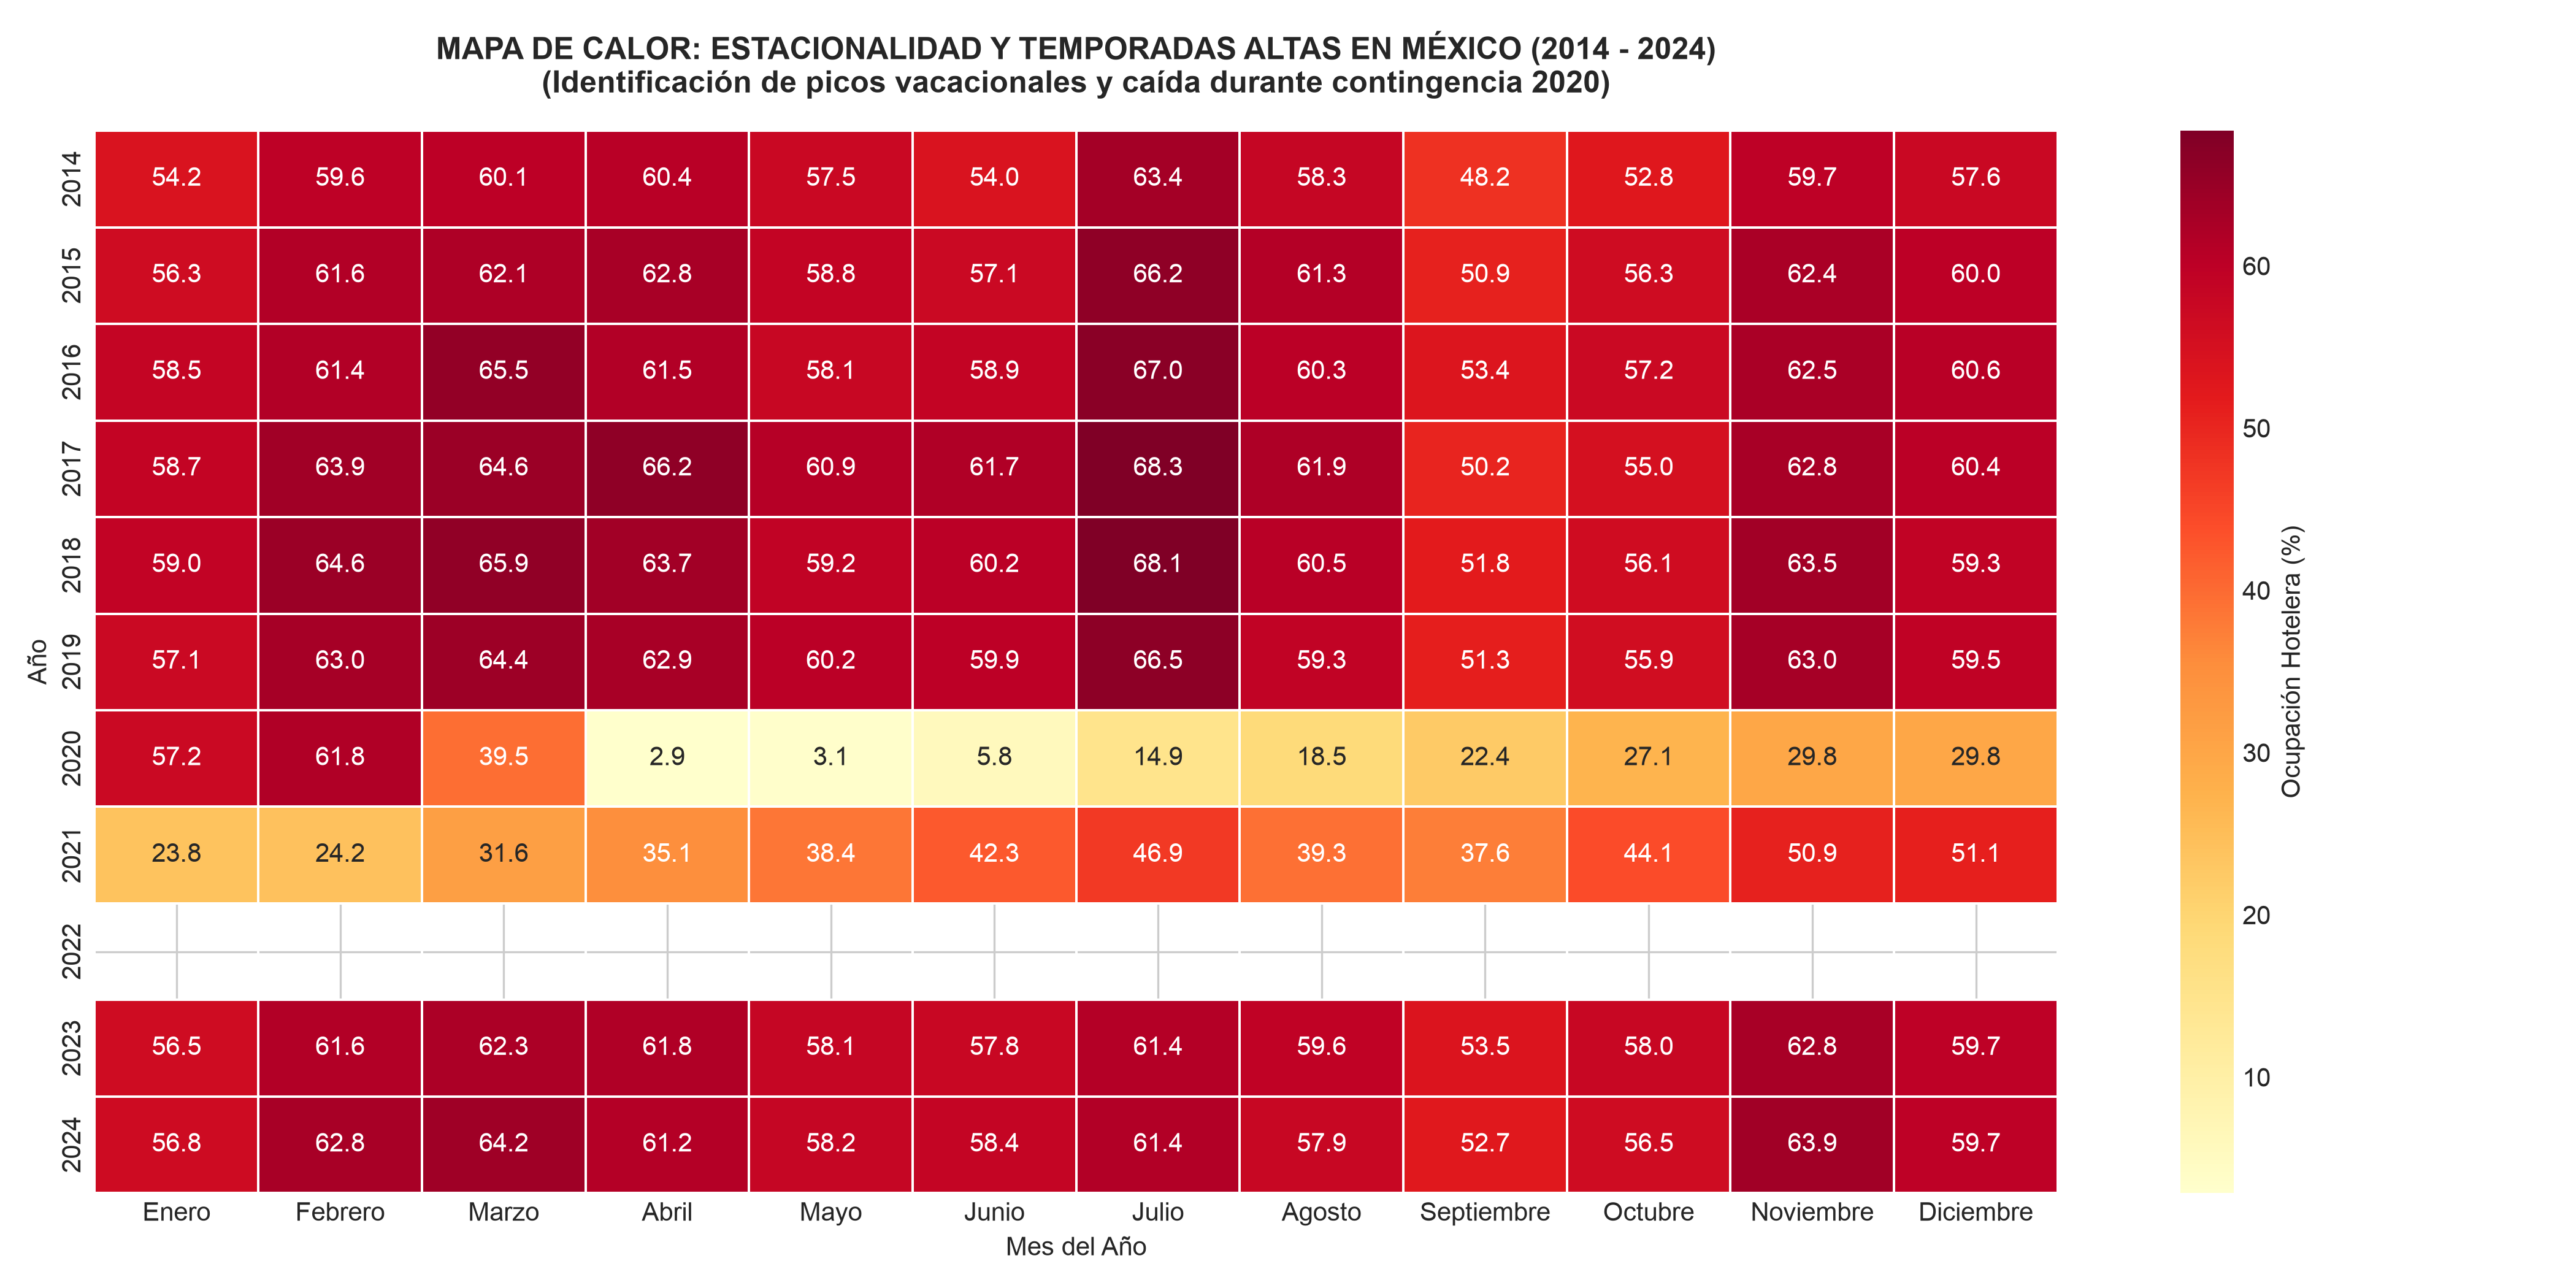 MAPA DE CALOR: ESTACIONALIDAD Y TEMPORADAS ALTAS EN MÉXICO (2014 - 2024)
(Identificación de picos vacacionales y caída durante contingencia 2020)
Año
2014 54.2 59.6 60.1 60.4 57.5 54.0 63.4 58.3 48.2 52.8 59.7 57.6
2015 56.3 61.6 62.1 62.8 58.8 57.1 66.2 61.3 50.9 56.3 62.4 60.0
2016 58.5 61.4 65.5 61.5 58.1 58.9 67.0 60.3 53.4 57.2 62.5 60.6
2017 58.7 63.9 64.6 66.2 60.9 61.7 68.3 61.9 50.2 55.0 62.8 60.4
2018 59.0 64.6 65.9 63.7 59.2 60.2 68.1 60.5 51.8 56.1 63.5 59.3
2019 57.1 63.0 64.4 62.9 60.2 59.9 66.5 59.3 51.3 55.9 63.0 59.5
2020 57.2 61.8 39.5 2.9 3.1 5.8 14.9 18.5 22.4 27.1 29.8 29.8
2021 23.8 24.2 31.6 35.1 38.4 42.3 46.9 39.3 37.6 44.1 50.9 51.1
2022
2023 56.5 61.6 62.3 61.8 58.1 57.8 61.4 59.6 53.5 58.0 62.8 59.7
2024 56.8 62.8 64.2 61.2 58.2 58.4 61.4 57.9 52.7 56.5 63.9 59.7
Enero Febrero Marzo Abril Mayo Junio Julio Agosto Septiembre Octubre Noviembre Diciembre
Mes del Año
60
50
40
30
20
10
Ocupación Hotelera (%)